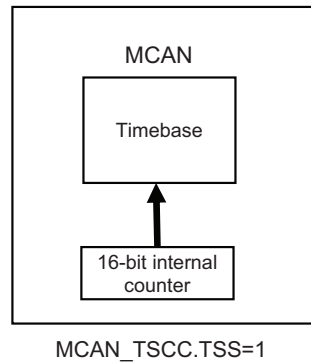 MCAN
Timebase
16-bit internal
counter
MCAN_TSCC.TSS=1